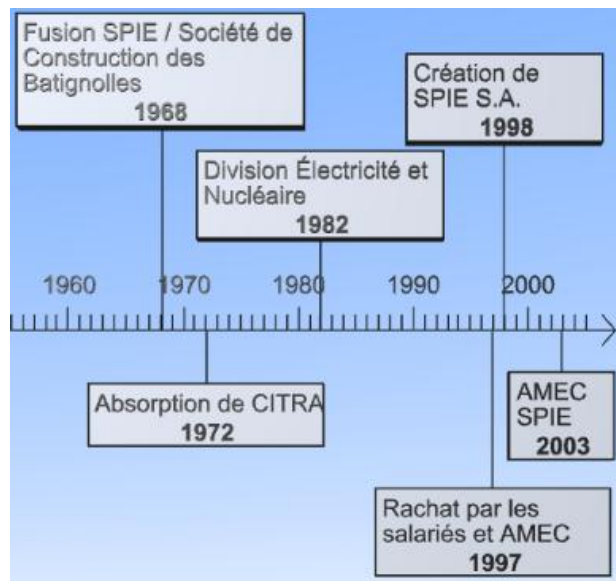 Fusion SPIE / Société de
Construction des
Batignolles
1968
Création de
SPIE S.A.
1998
Division Électricité et
Nucléaire
1982
1960 1970 1980 1990 2000
Absorption de CITRA
1972
AMEC
SPIE
2003
Rachat par les
salariés et AMEC
1997